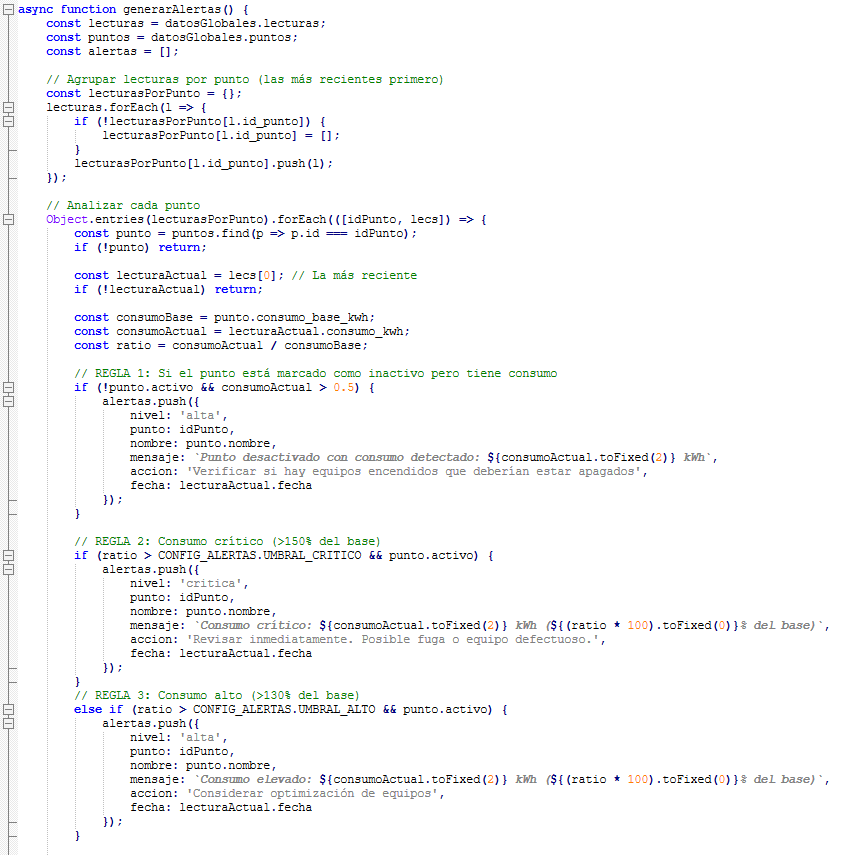 async function generarAlertas() {
    const lecturas = datosGlobales.lecturas;
    const puntos = datosGlobales.puntos;
    const alertas = [];

    // Agrupar lecturas por punto (las más recientes primero)
    const lecturasPorPunto = {};
    lecturas.forEach(l => {
        if (!lecturasPorPunto[l.id_punto]) {
            lecturasPorPunto[l.id_punto] = [];
        }
        lecturasPorPunto[l.id_punto].push(l);
    });

    // Analizar cada punto
    Object.entries(lecturasPorPunto).forEach(([idPunto, lecs]) => {
        const punto = puntos.find(p => p.id === idPunto);
        if (!punto) return;

        const lecturaActual = lecs[0]; // La más reciente
        if (!lecturaActual) return;

        const consumoBase = punto.consumo_base_kwh;
        const consumoActual = lecturaActual.consumo_kwh;
        const ratio = consumoActual / consumoBase;

        // REGLA 1: Si el punto está marcado como inactivo pero tiene consumo
        if (!punto.activo && consumoActual > 0.5) {
            alertas.push({
                nivel: 'alta',
                punto: idPunto,
                nombre: punto.nombre,
                mensaje: `Punto desactivado con consumo detectado: ${consumoActual.toFixed(2)} kWh`,
                accion: 'Verificar si hay equipos encendidos que deberían estar apagados',
                fecha: lecturaActual.fecha
            });
        }

        // REGLA 2: Consumo crítico (>150% del base)
        if (ratio > CONFIG_ALERTAS.UMBRAL_CRITICO && punto.activo) {
            alertas.push({
                nivel: 'critica',
                punto: idPunto,
                nombre: punto.nombre,
                mensaje: `Consumo crítico: ${consumoActual.toFixed(2)} kWh (${(ratio * 100).toFixed(0)}% del base)`,
                accion: 'Revisar inmediatamente. Posible fuga o equipo defectuoso.',
                fecha: lecturaActual.fecha
            });
        }
        // REGLA 3: Consumo alto (>130% del base)
        else if (ratio > CONFIG_ALERTAS.UMBRAL_ALTO && punto.activo) {
            alertas.push({
                nivel: 'alta',
                punto: idPunto,
                nombre: punto.nombre,
                mensaje: `Consumo elevado: ${consumoActual.toFixed(2)} kWh (${(ratio * 100).toFixed(0)}% del base)`,
                accion: 'Considerar optimización de equipos',
                fecha: lecturaActual.fecha
            });
        }